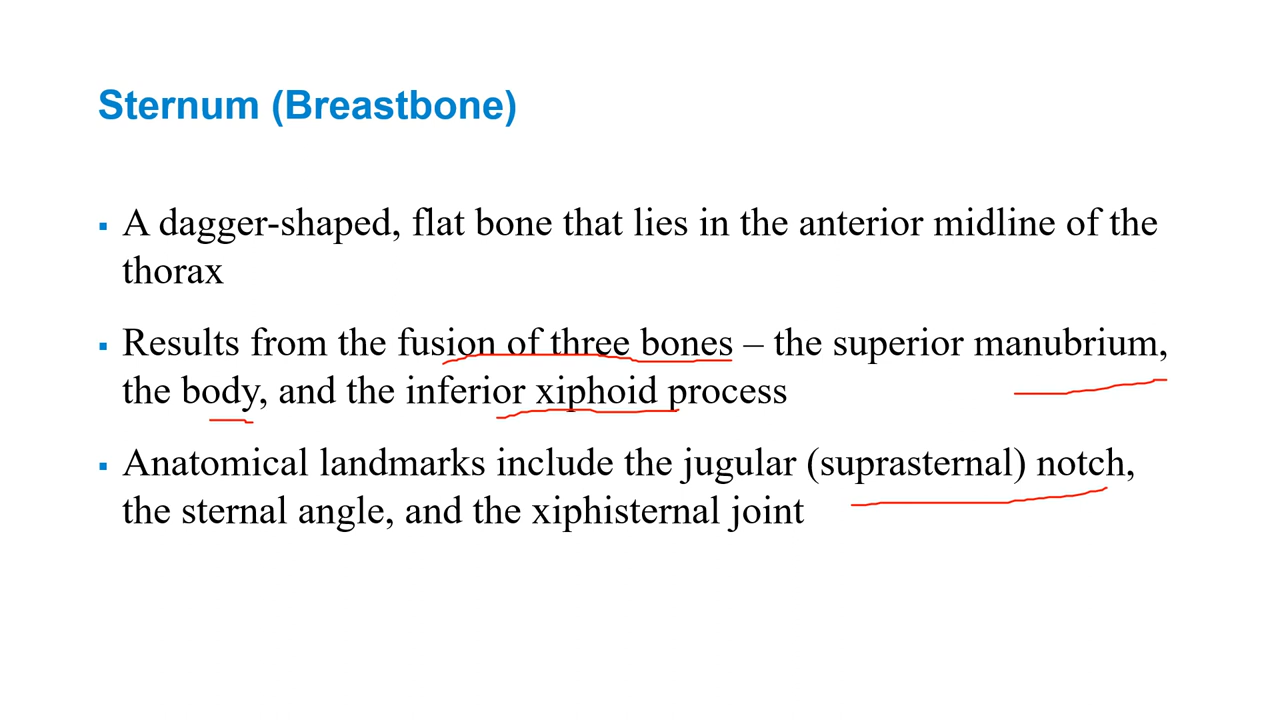 Sternum (Breastbone)
▪ A dagger-shaped, flat bone that lies in the anterior midline of the
thorax
▪ Results from the fusion of three bones – the superior manubrium,
the body, and the inferior xiphoid process
▪ Anatomical landmarks include the jugular (suprasternal) notch,
the sternal angle, and the xiphisternal joint